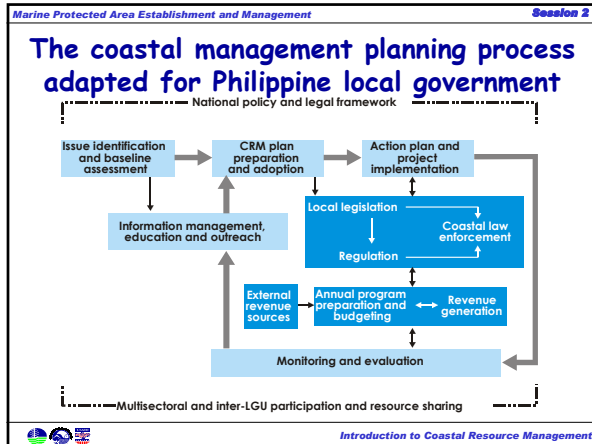 Marine Protected Area Establishment and Management
Session 2
The coastal management planning process
adapted for Philippine local government
National policy and legal framework
Issue identification
and baseline
assessment
CRM plan
preparation
and adoption
Action plan and
project
implementation
Information management,
education and outreach
Local legislation
Coastal law
enforcement
Regulation
External
revenue
sources
Annual program
preparation and
budgeting
Revenue
generation
Monitoring and evaluation
Multisectoral and inter-LGU participation and resource sharing
Introduction to Coastal Resource Management